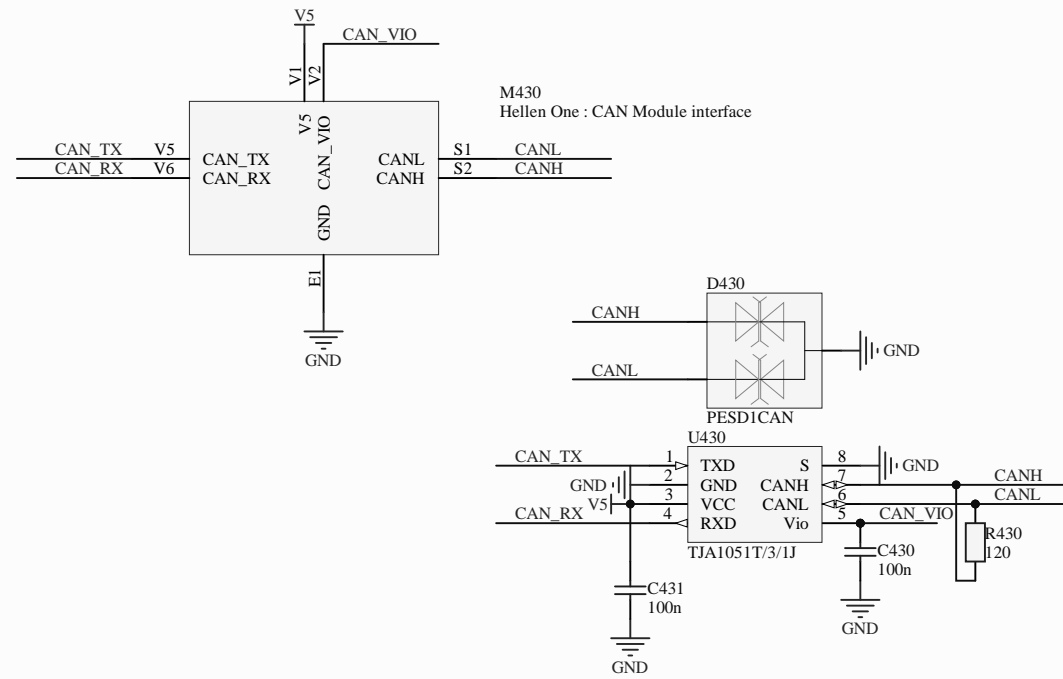 V5
CAN_VIO
V1
V2
M430
Hellen One : CAN Module interface
V5
CAN_VIO
CAN_TX
V5
CAN_TX
CANL
S1
CANL
CAN_RX
V6
CAN_RX
CANH
S2
CANH
GND
E1
GND
D430
CANH
GND
CANL
PESD1CAN
U430
CAN_TX
1
TXD
S
8
GND
GND
2
GND
CANH
7
CANH
V5
3
VCC
CANL
6
CANL
CAN_RX
4
RXD
Vio
5
CAN_VIO
TJA1051T/3/1J
R430
120
C430
100n
C431
100n
GND
GND